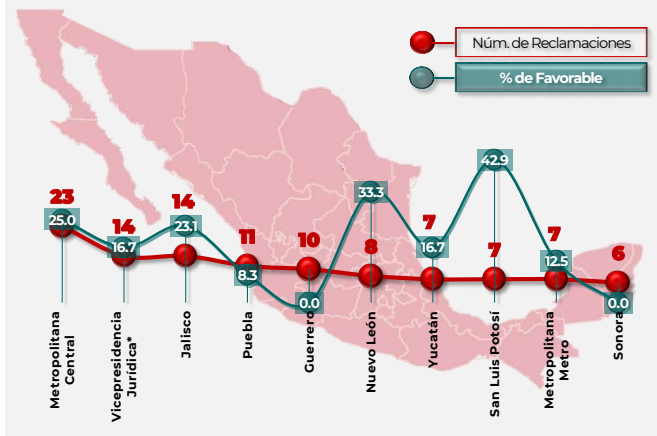 Núm. de Reclamaciones
% de Favorable
42.9
33.3
23
14
14
25.0
23.1
7
7
11
10
8
7
6
16.7
16.7
12.5
8.3
0.0
0.0
Metropolitana
Central
Vicepresidencia
Jurídica*
Jalisco
Puebla
Guerrero
Nuevo León
Yucatán
San Luis Potosí
Metropolitana
Metro
Sonora